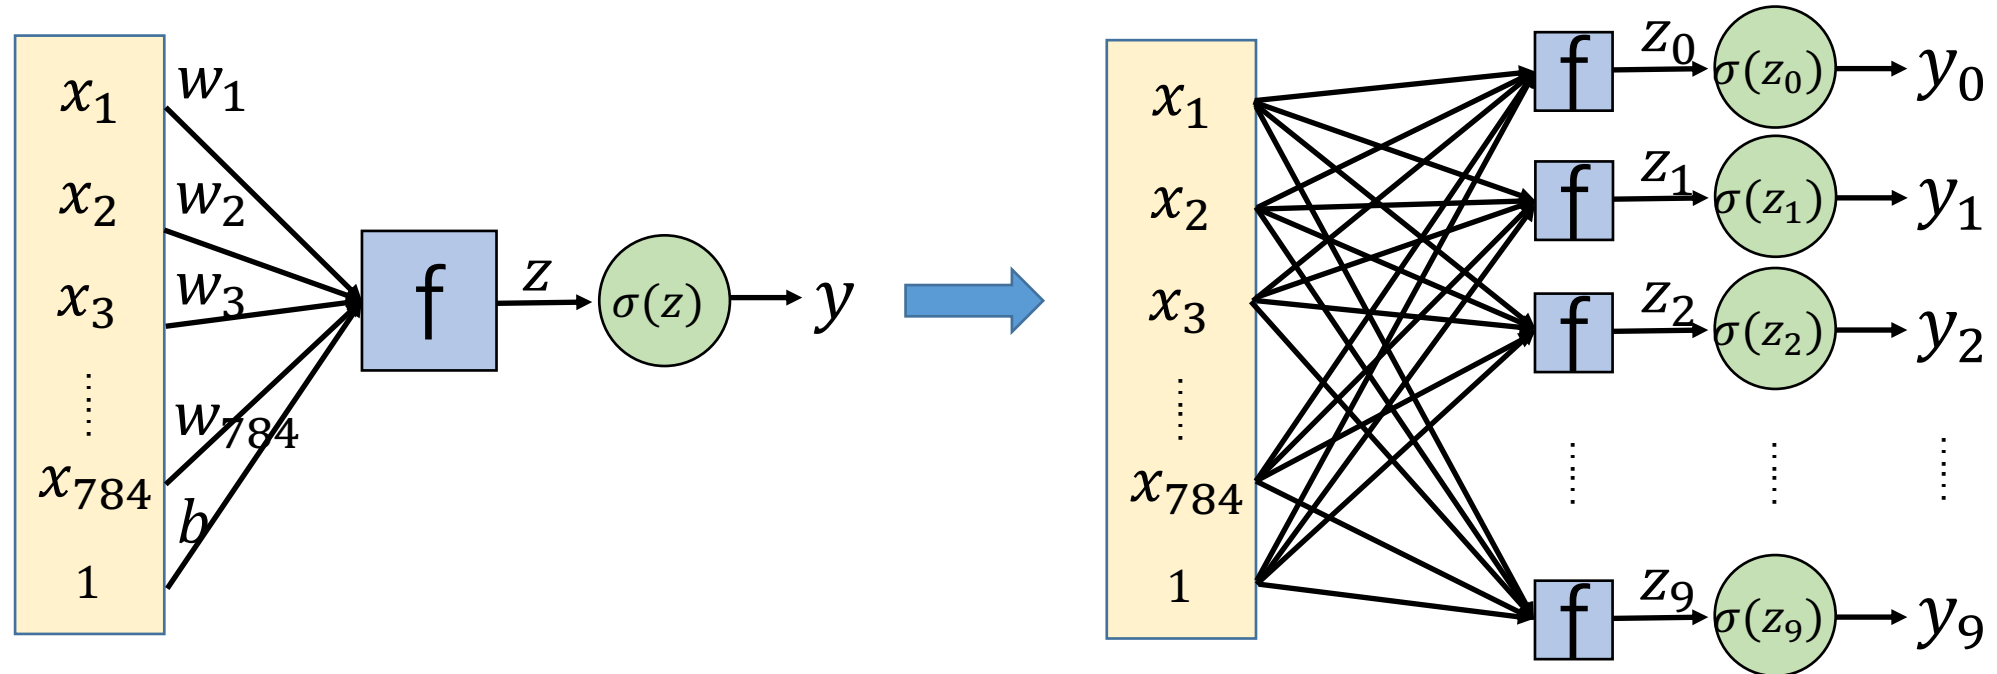 x₁ w₁
x₂ w₂
x₃ w₃
x₇₈₄ w₇₈₄
1 b
f z σ(z) y
x₁
x₂
x₃
x₇₈₄
1
f z₀ σ(z₀) y₀
f z₁ σ(z₁) y₁
f z₂ σ(z₂) y₂
f z₉ σ(z₉) y₉